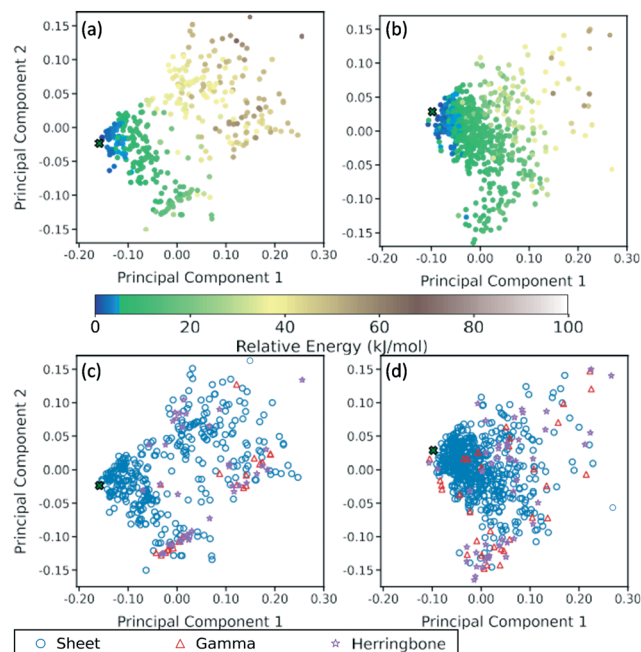 (a)
Principal Component 2
0.15
0.10
0.05
0.00
-0.05
-0.10
-0.15
-0.20 -0.10 0.00 0.10 0.20 0.30
Principal Component 1
(b)
0.15
0.10
0.05
0.00
-0.05
-0.10
-0.15
-0.20 -0.10 0.00 0.10 0.20 0.30
Principal Component 1
0 20 40 60 80 100
Relative Energy (kJ/mol)
(c)
Principal Component 2
0.15
0.10
0.05
0.00
-0.05
-0.10
-0.15
-0.20 -0.10 0.00 0.10 0.20 0.30
Principal Component 1
(d)
0.15
0.10
0.05
0.00
-0.05
-0.10
-0.15
-0.20 -0.10 0.00 0.10 0.20 0.30
Principal Component 1
Sheet Gamma Herringbone